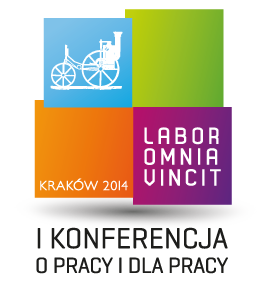 LABOR
OMNIA
VINCIT
KRAKÓW 2014
I KONFERENCJA
O PRACY I DLA PRACY